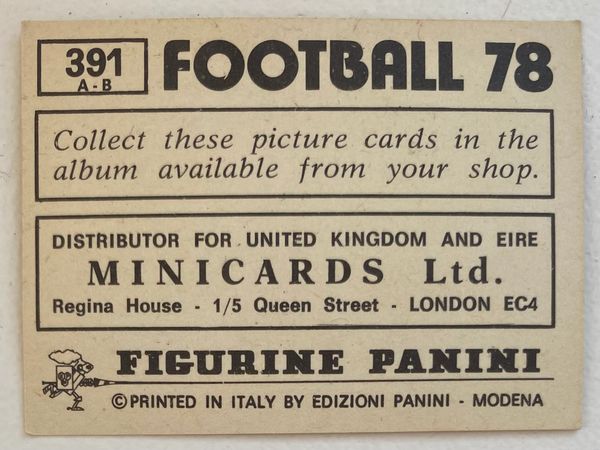 391 FOOTBALL 78
A-B
Collect these picture cards in the
album available from your shop.
DISTRIBUTOR FOR UNITED KINGDOM AND EIRE
MINICARDS Ltd.
Regina House - 1/5 Queen Street - LONDON EC4
FIGURINE PANINI
©PRINTED IN ITALY BY EDIZIONI PANINI - MODENA